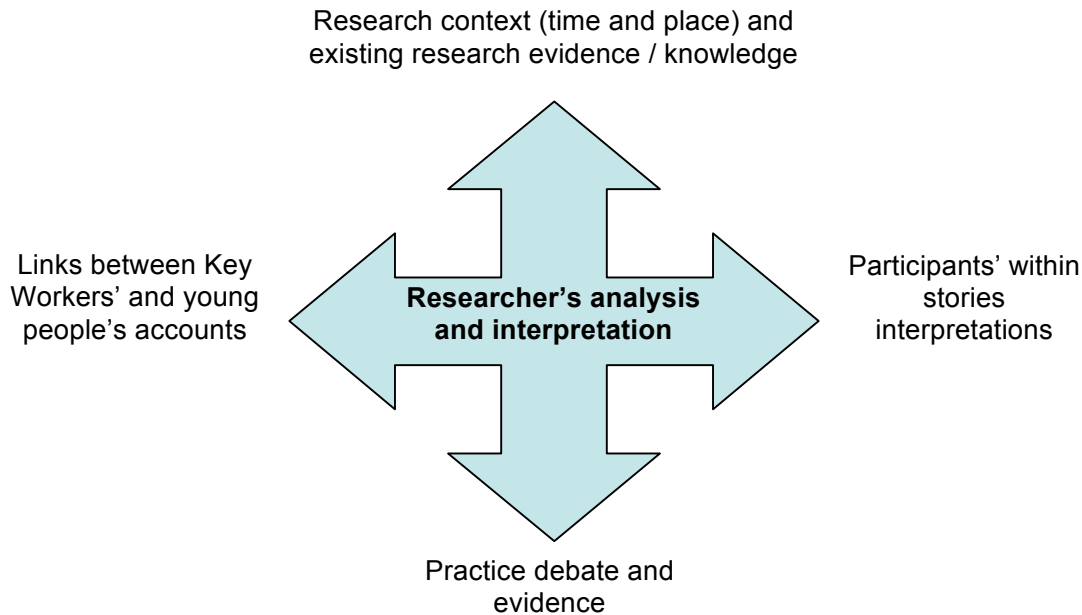 Research context (time and place) and
existing research evidence / knowledge
Links between Key
Workers’ and young
people’s accounts
Researcher’s analysis
and interpretation
Participants’ within
stories
interpretations
Practice debate and
evidence